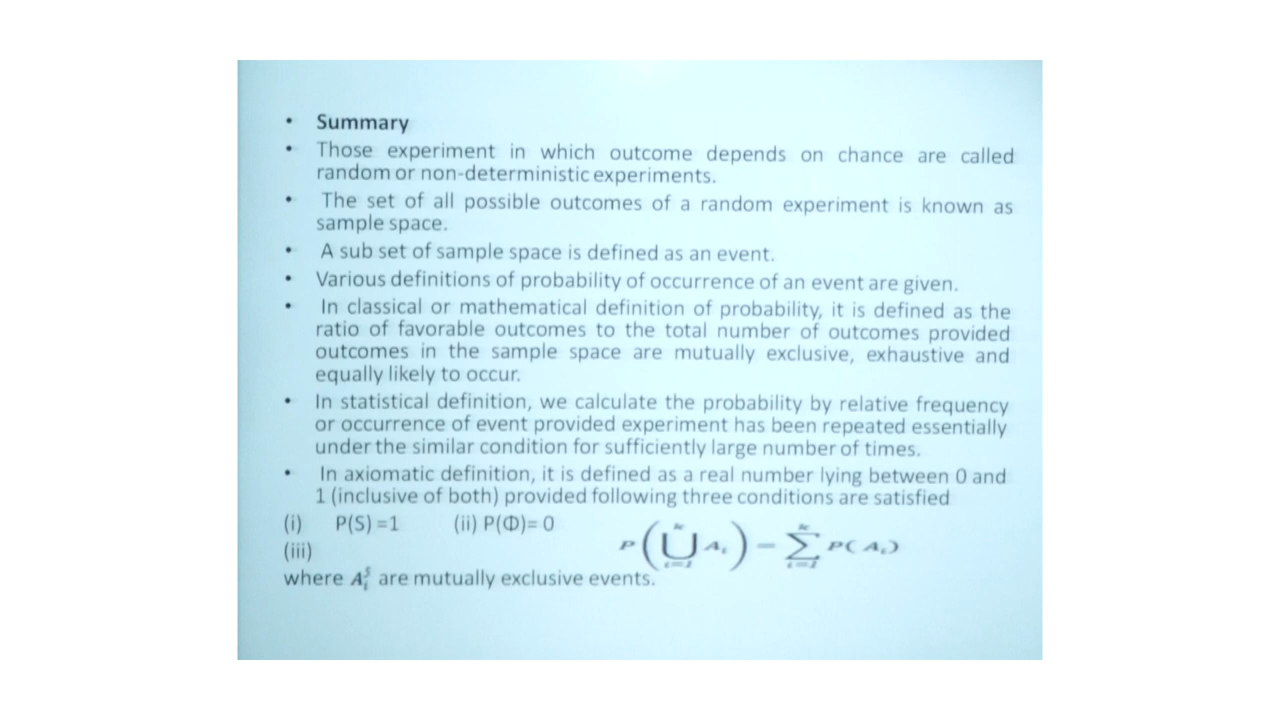 • Summary
• Those experiment in which outcome depends on chance are called
random or non-deterministic experiments.
• The set of all possible outcomes of a random experiment is known as
sample space.
• A sub set of sample space is defined as an event.
• Various definitions of probability of occurrence of an event are given.
• In classical or mathematical definition of probability, it is defined as the
ratio of favorable outcomes to the total number of outcomes provided
outcomes in the sample space are mutually exclusive, exhaustive and
equally likely to occur.
• In statistical definition, we calculate the probability by relative frequency
or occurrence of event provided experiment has been repeated essentially
under the similar condition for sufficiently large number of times.
• In axiomatic definition, it is defined as a real number lying between 0 and
1 (inclusive of both) provided following three conditions are satisfied
(i) P(S) =1 (ii) P(Φ)= 0
(iii) P(⋃ᵢ₌₁ Aᵢ) = ∑ᵢ₌₁ P(Aᵢ)
where Aᵢˢ are mutually exclusive events.